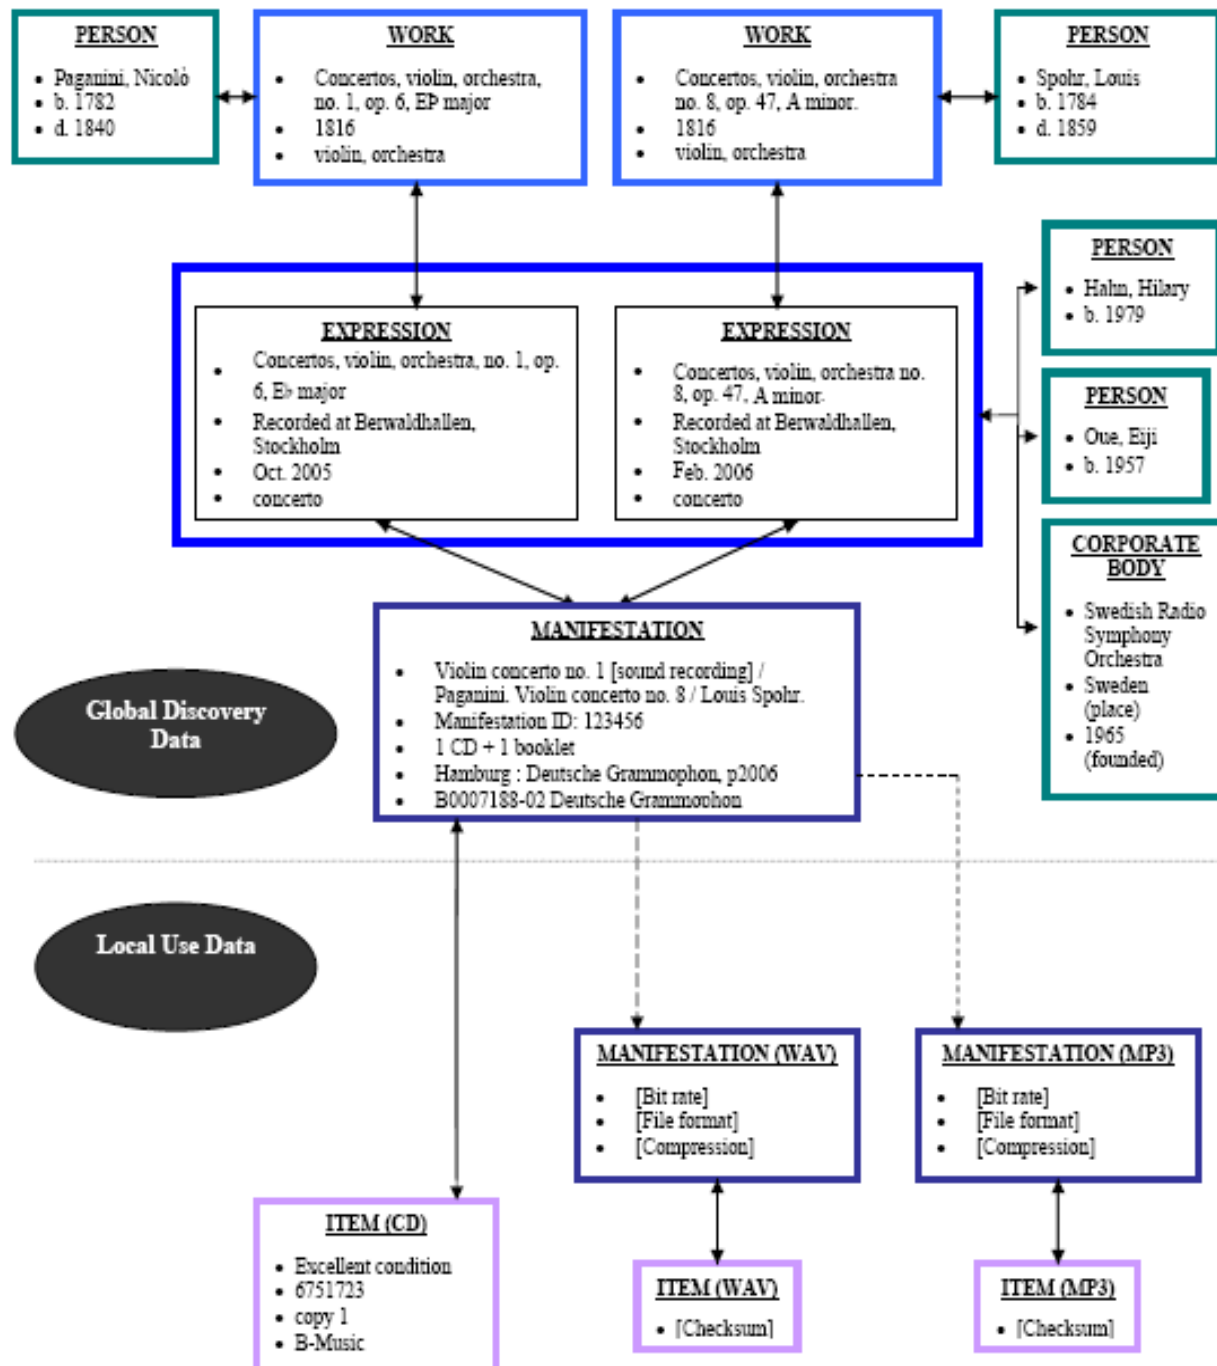 PERSON
• Paganini, Nicolò
• b. 1782
• d. 1840
WORK
• Concertos, violin, orchestra,
no. 1, op. 6, E♭ major
• 1816
• violin, orchestra
WORK
• Concertos, violin, orchestra
no. 8, op. 47, A minor.
• 1816
• violin, orchestra
PERSON
• Spohr, Louis
• b. 1784
• d. 1859
EXPRESSION
• Concertos, violin, orchestra, no. 1, op.
6, E♭ major
• Recorded at Berwaldhallen,
Stockholm
• Oct. 2005
• concerto
EXPRESSION
• Concertos, violin, orchestra no.
8, op. 47, A minor.
• Recorded at Berwaldhallen,
Stockholm
• Feb. 2006
• concerto
PERSON
• Hahn, Hilary
• b. 1979
PERSON
• Oue, Eiji
• b. 1957
CORPORATE
BODY
• Swedish Radio
Symphony
Orchestra
• Sweden
(place)
• 1965
(founded)
MANIFESTATION
• Violin concerto no. 1 [sound recording] /
Paganini. Violin concerto no. 8 / Louis Spohr.
• Manifestation ID: 123456
• 1 CD + 1 booklet
• Hamburg : Deutsche Grammophon, p2006
• B0007188-02 Deutsche Grammophon
Global Discovery
Data
Local Use Data
MANIFESTATION (WAV)
• [Bit rate]
• [File format]
• [Compression]
MANIFESTATION (MP3)
• [Bit rate]
• [File format]
• [Compression]
ITEM (CD)
• Excellent condition
• 6751723
• copy 1
• B-Music
ITEM (WAV)
• [Checksum]
ITEM (MP3)
• [Checksum]